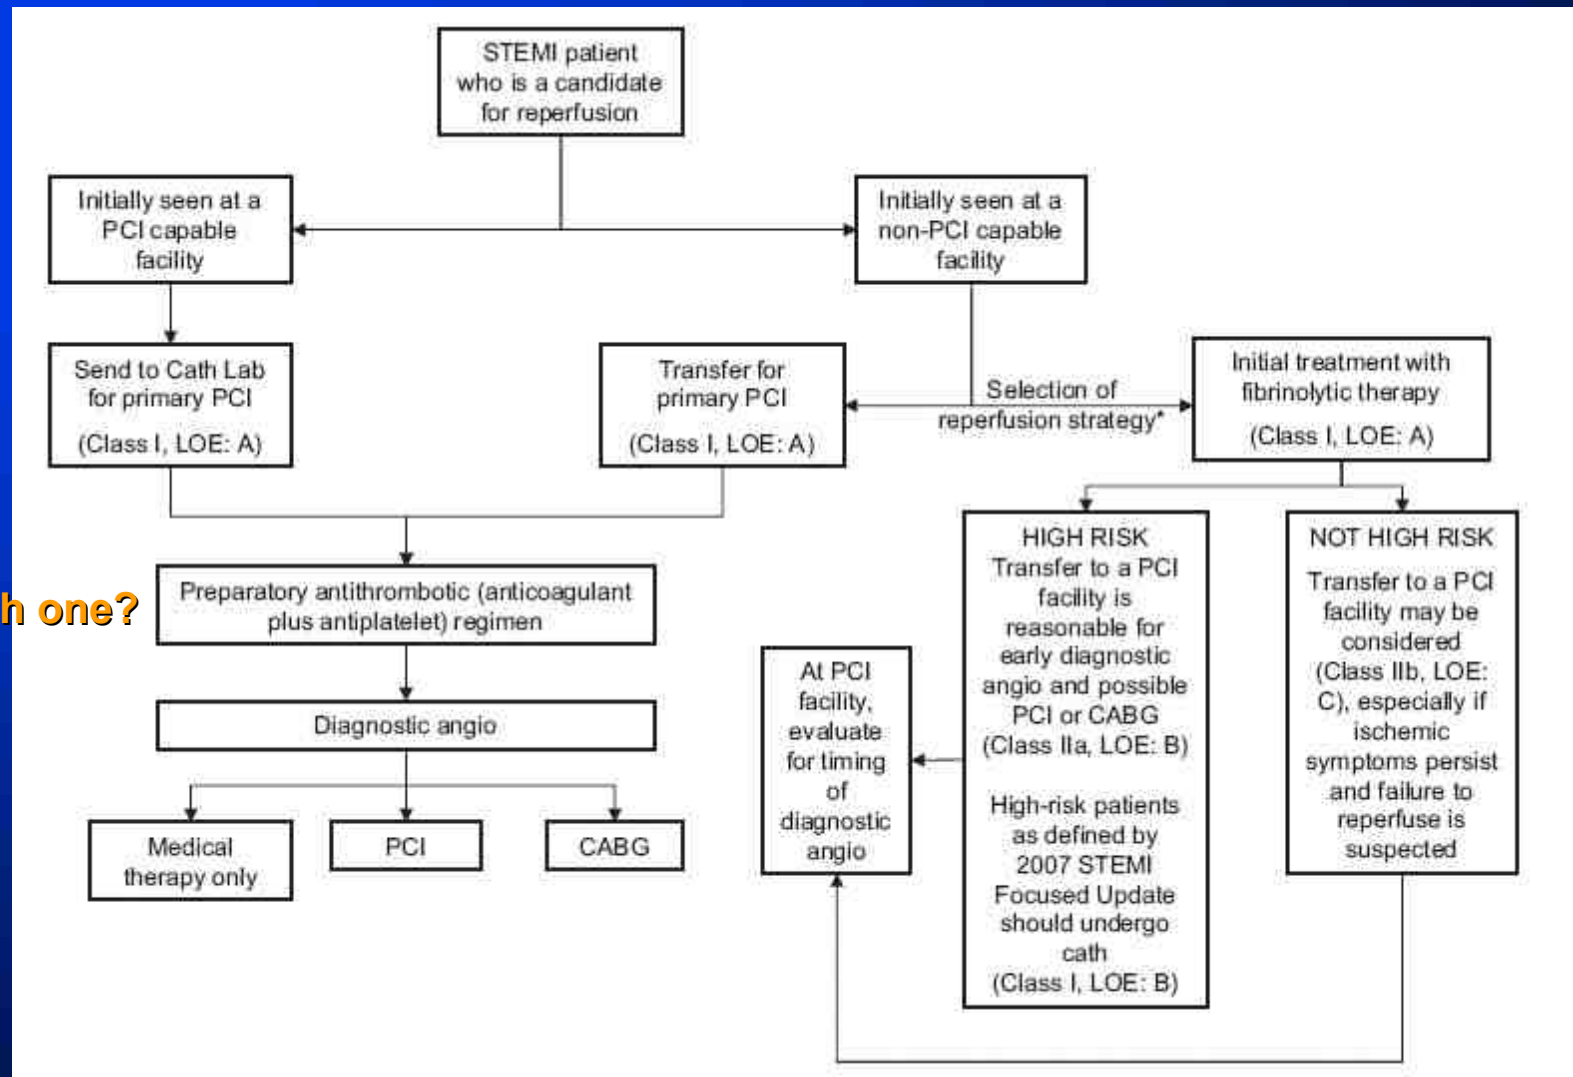 STEMI patient
who is a candidate
for reperfusion
Initially seen at a
PCI capable
facility
Initially seen at a
non-PCI capable
facility
Send to Cath Lab
for primary PCI
(Class I, LOE: A)
Transfer for
primary PCI
(Class I, LOE: A)
Selection of
reperfusion strategy*
Initial treatment with
fibrinolytic therapy
(Class I, LOE: A)
h one?
Preparatory antithrombotic (anticoagulant
plus antiplatelet) regimen
Diagnostic angio
Medical
therapy only
PCI
CABG
At PCI
facility,
evaluate
for timing
of
diagnostic
angio
HIGH RISK
Transfer to a PCI
facility is
reasonable for
early diagnostic
angio and possible
PCI or CABG
(Class IIa, LOE: B)
High-risk patients
as defined by
2007 STEMI
Focused Update
should undergo
cath
(Class I, LOE: B)
NOT HIGH RISK
Transfer to a PCI
facility may be
considered
(Class IIb, LOE:
C), especially if
ischemic
symptoms persist
and failure to
reperfuse is
suspected